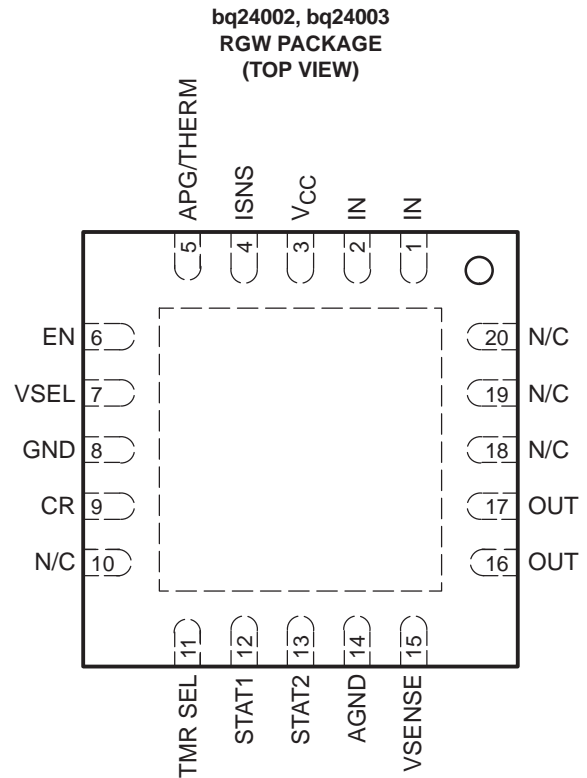 bq24002, bq24003
RGW PACKAGE
(TOP VIEW)
APG/THERM
ISNS
VCC
IN
IN
5
4
3
2
1
EN 6
VSEL 7
GND 8
CR 9
N/C 10
20 N/C
19 N/C
18 N/C
17 OUT
16 OUT
11
12
13
14
15
TMR SEL
STAT1
STAT2
AGND
VSENSE